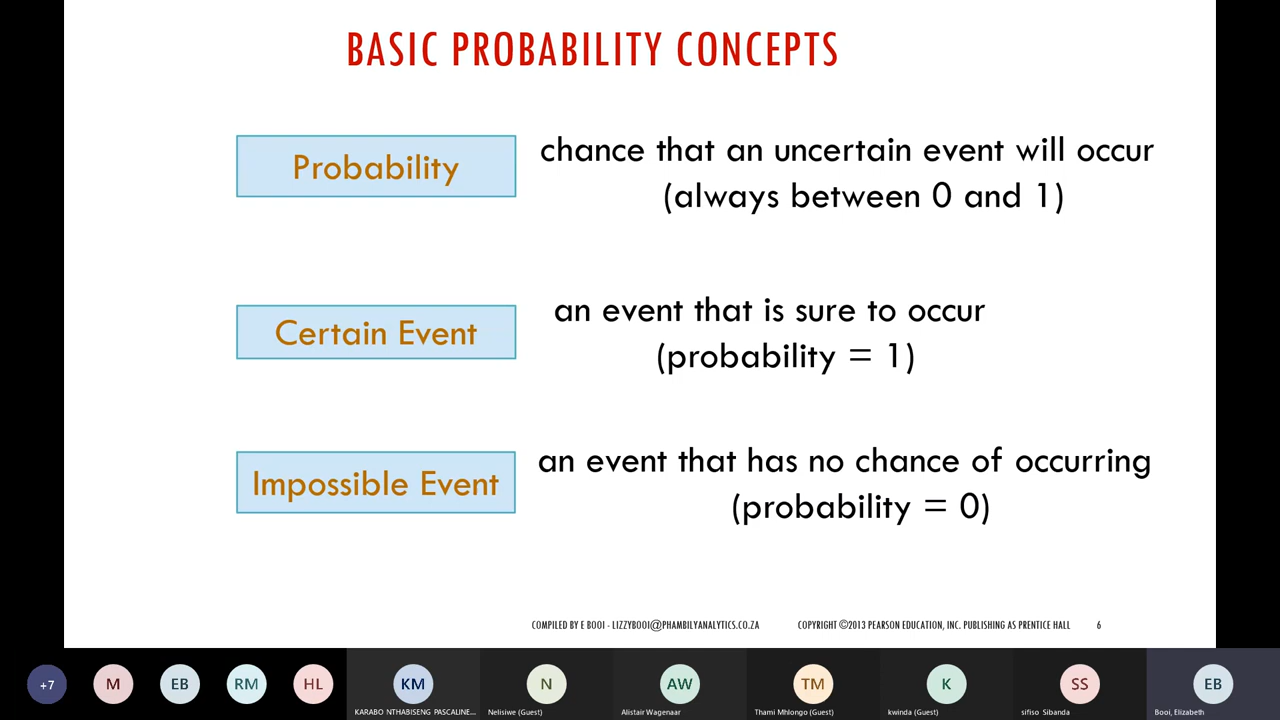 BASIC PROBABILITY CONCEPTS
Probability
chance that an uncertain event will occur
(always between 0 and 1)
Certain Event
an event that is sure to occur
(probability = 1)
Impossible Event
an event that has no chance of occurring
(probability = 0)
COMPILED BY E BOOI - LIZZYBOOI@PHAMBILYANALYTICS.CO.ZA COPYRIGHT ©2013 PEARSON EDUCATION, INC. PUBLISHING AS PRENTICE HALL 6
+7 M EB RM HL KM N AW TM K SS EB
KARABO NTHABISENG PASCALINE... Nelisiwe (Guest) Alistair Wagenaar Thami Mhlongo (Guest) kwinda (Guest) sifiso Sibanda Booi, Elizabeth